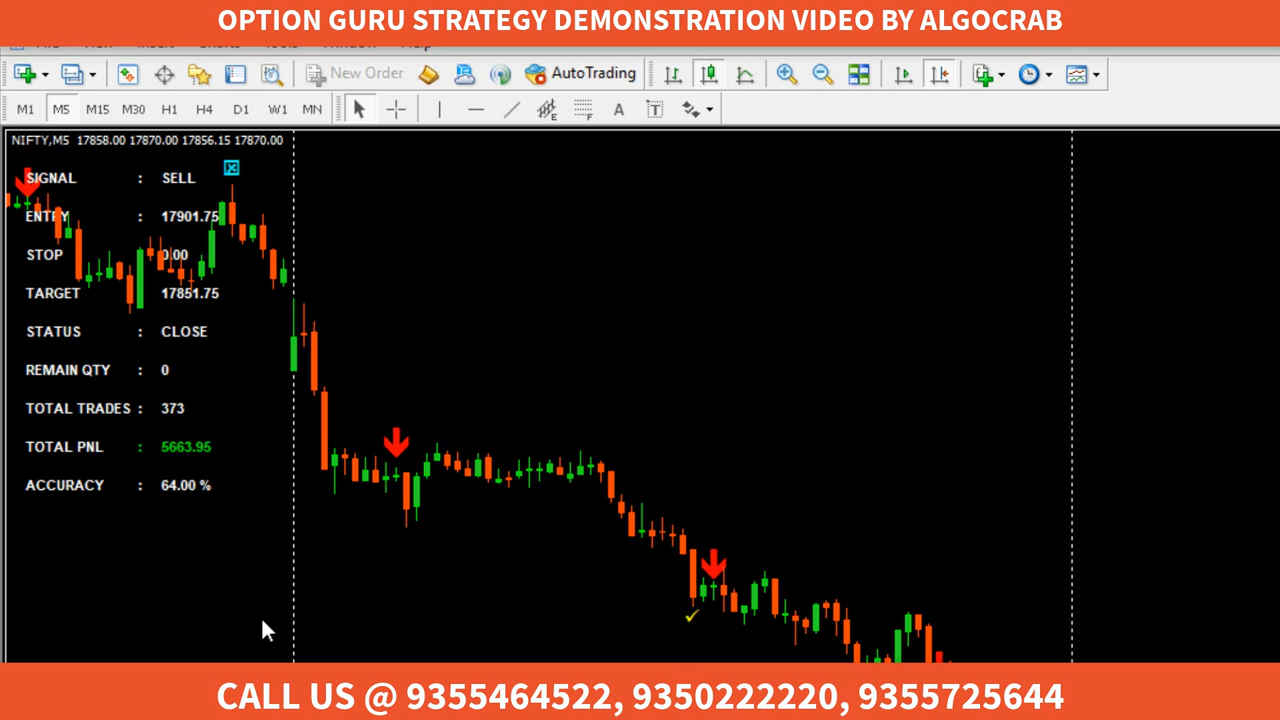 OPTION GURU STRATEGY DEMONSTRATION VIDEO BY ALGOCRAB
New Order AutoTrading
M1 M5 M15 M30 H1 H4 D1 W1 MN A T E F
NIFTY,M5 17858.00 17870.00 17856.15 17870.00
SIGNAL : SELL
ENTRY : 17901.75
STOP 0.00
TARGET 17851.75
STATUS : CLOSE
REMAIN QTY : 0
TOTAL TRADES : 373
TOTAL PNL : 5663.95
ACCURACY : 64.00 %
CALL US @ 9355464522, 9350222220, 9355725644